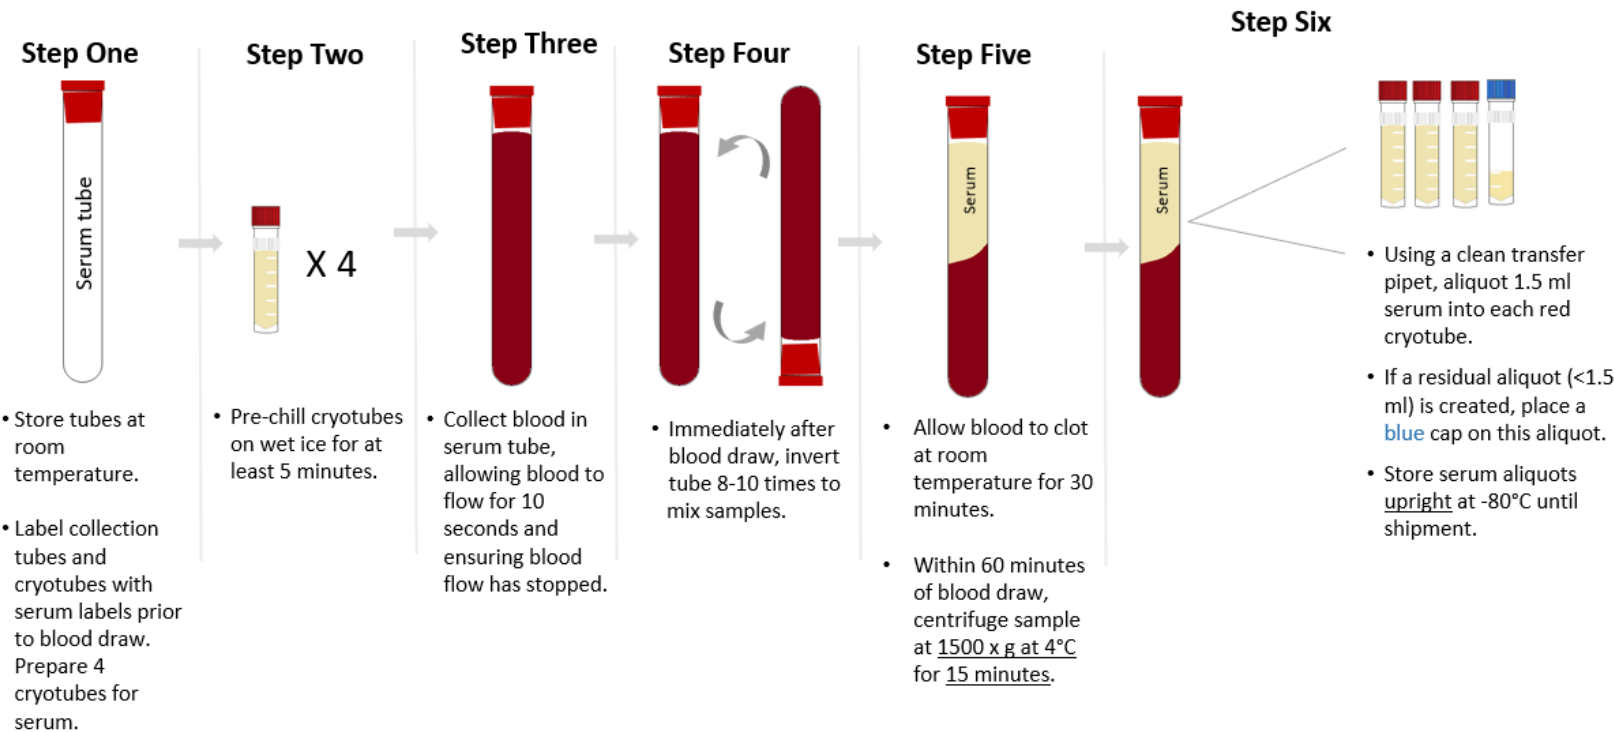 Step One
Serum tube
• Store tubes at
room
temperature.
• Label collection
tubes and
cryotubes with
serum labels prior
to blood draw.
Prepare 4
cryotubes for
serum.
Step Two
X 4
• Pre-chill cryotubes
on wet ice for at
least 5 minutes.
Step Three
• Collect blood in
serum tube,
allowing blood to
flow for 10
seconds and
ensuring blood
flow has stopped.
Step Four
• Immediately after
blood draw, invert
tube 8-10 times to
mix samples.
Step Five
Serum
• Allow blood to clot
at room
temperature for 30
minutes.
• Within 60 minutes
of blood draw,
centrifuge sample
at 1500 x g at 4°C
for 15 minutes.
Step Six
Serum
• Using a clean transfer
pipet, aliquot 1.5 ml
serum into each red
cryotube.
• If a residual aliquot (<1.5
ml) is created, place a
blue cap on this aliquot.
• Store serum aliquots
upright at -80°C until
shipment.